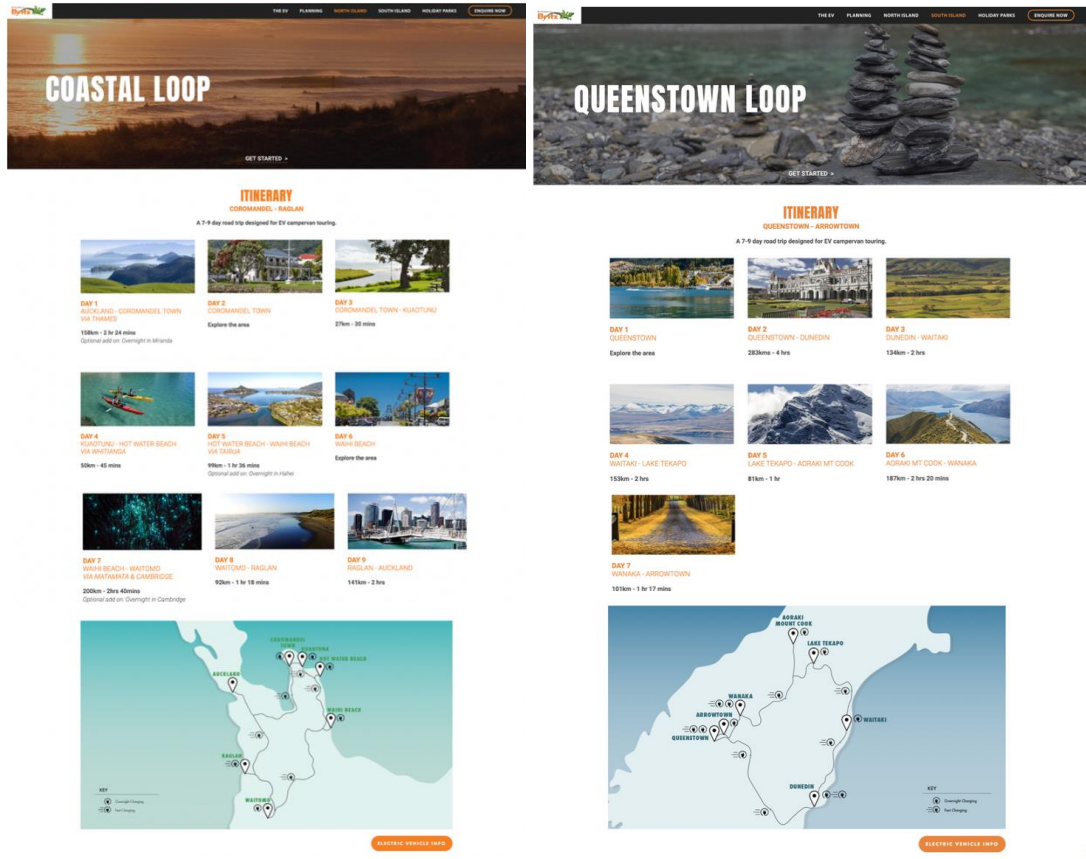 Britz
THE EV PLANNING NORTH ISLAND SOUTH ISLAND HOLIDAY PARKS ENQUIRE NOW
COASTAL LOOP
GET STARTED >
ITINERARY
COROMANDEL - RAGLAN
A 7-9 day road trip designed for EV campervan touring.
DAY 1
AUCKLAND - COROMANDEL TOWN
VIA THAMES
158km - 2 hr 24 mins
Optional add on: Overnight in Miranda
DAY 2
COROMANDEL TOWN
Explore the area
DAY 3
COROMANDEL TOWN - KUAOTUNU
27km - 30 mins
DAY 4
KUAOTUNU - HOT WATER BEACH
VIA WHITIANGA
50km - 45 mins
DAY 5
HOT WATER BEACH - WAIHI BEACH
VIA TAIRUA
99km - 1 hr 36 mins
Optional add on: Overnight in Hahei
DAY 6
WAIHI BEACH
Explore the area
DAY 7
WAIHI BEACH - WAITOMO
VIA MATAMATA & CAMBRIDGE
200km - 2hrs 40mins
Optional add on: Overnight in Cambridge
DAY 8
WAITOMO - RAGLAN
92km - 1 hr 18 mins
DAY 9
RAGLAN - AUCKLAND
141km - 2 hrs
COROMANDEL
TOWN
HOT WATER BEACH
AUCKLAND
WAIHI BEACH
RAGLAN
WAITOMO
KEY
Overnight Charging
Fast Charging
ELECTRIC VEHICLE INFO
Britz
THE EV PLANNING NORTH ISLAND SOUTH ISLAND HOLIDAY PARKS ENQUIRE NOW
QUEENSTOWN LOOP
GET STARTED >
ITINERARY
QUEENSTOWN - ARROWTOWN
A 7-9 day road trip designed for EV campervan touring.
DAY 1
QUEENSTOWN
Explore the area
DAY 2
QUEENSTOWN - DUNEDIN
283kms - 4 hrs
DAY 3
DUNEDIN - WAITAKI
134km - 2 hrs
DAY 4
WAITAKI - LAKE TEKAPO
153km - 2 hrs
DAY 5
LAKE TEKAPO - AORAKI MT COOK
81km - 1 hr
DAY 6
AORAKI MT COOK - WANAKA
187km - 2 hrs 20 mins
DAY 7
WANAKA - ARROWTOWN
101km - 1 hr 17 mins
AORAKI
MOUNT COOK
LAKE TEKAPO
WANAKA
ARROWTOWN
WAITAKI
QUEENSTOWN
DUNEDIN
KEY
Overnight Charging
Fast Charging
ELECTRIC VEHICLE INFO